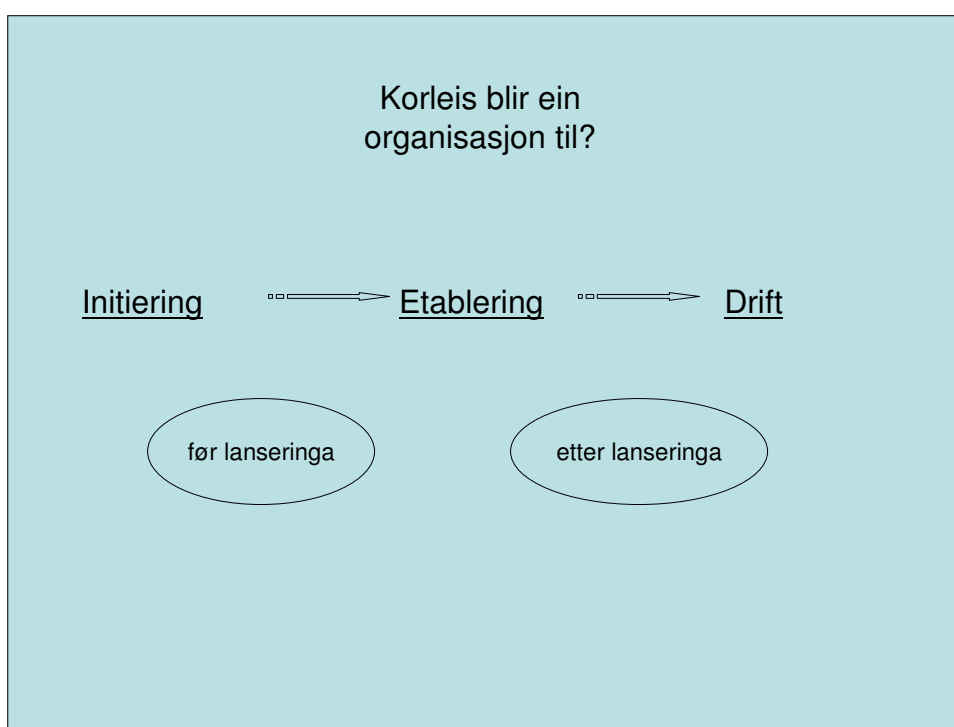 Korleis blir ein
organisasjon til?
Initiering Etablering Drift
før lanseringa etter lanseringa